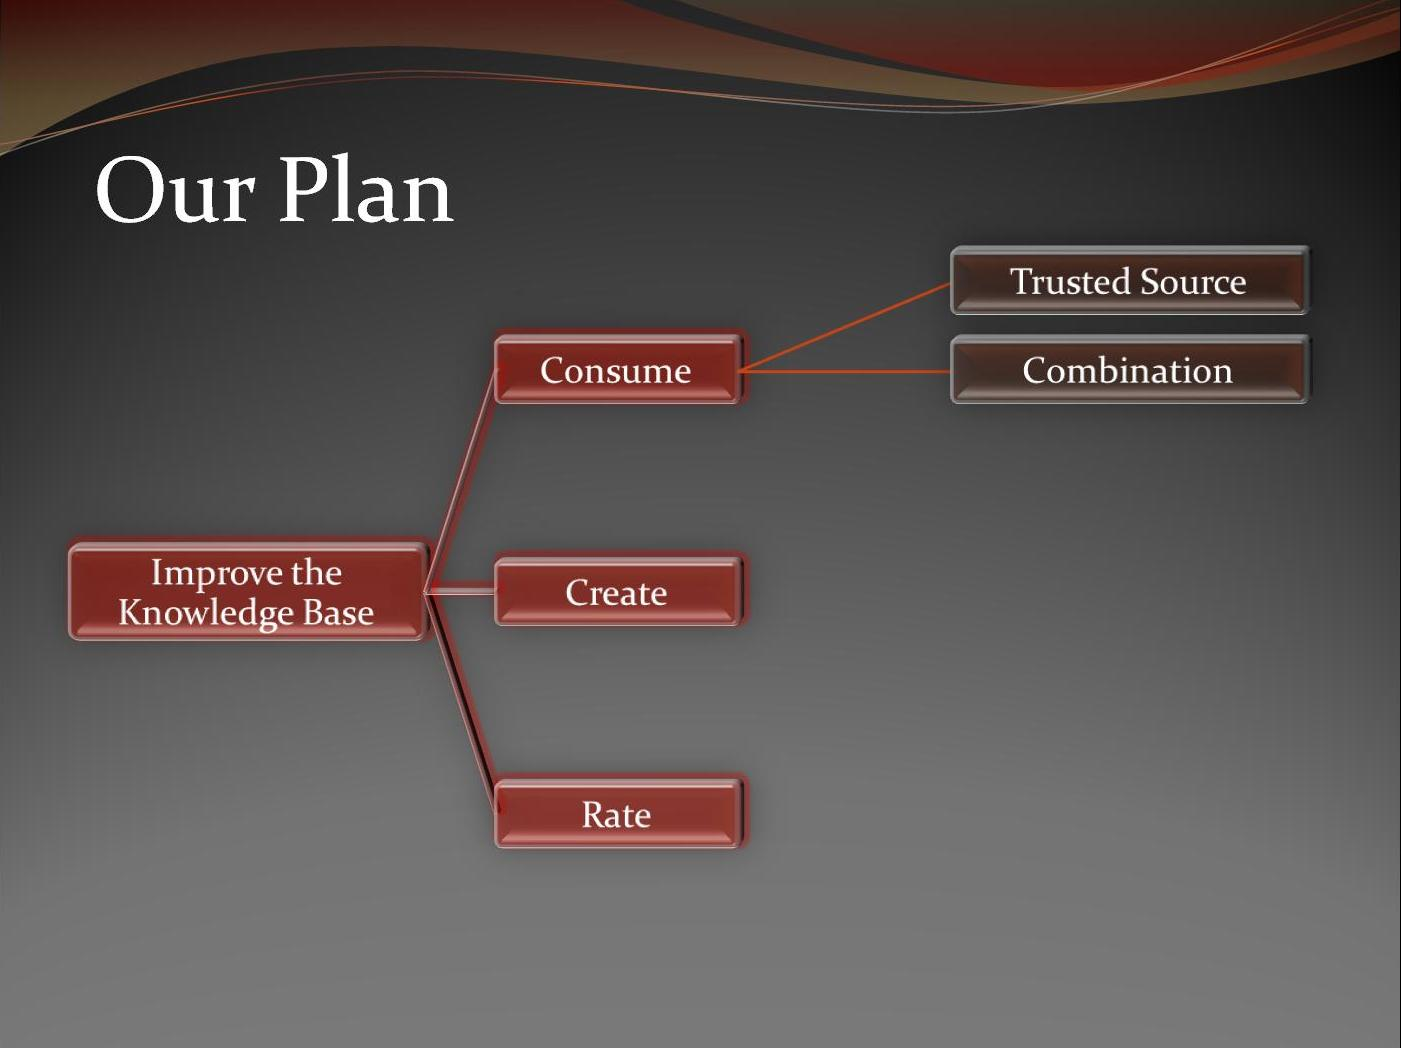 Our Plan
Trusted Source
Consume
Combination
Improve the
Knowledge Base
Create
Rate